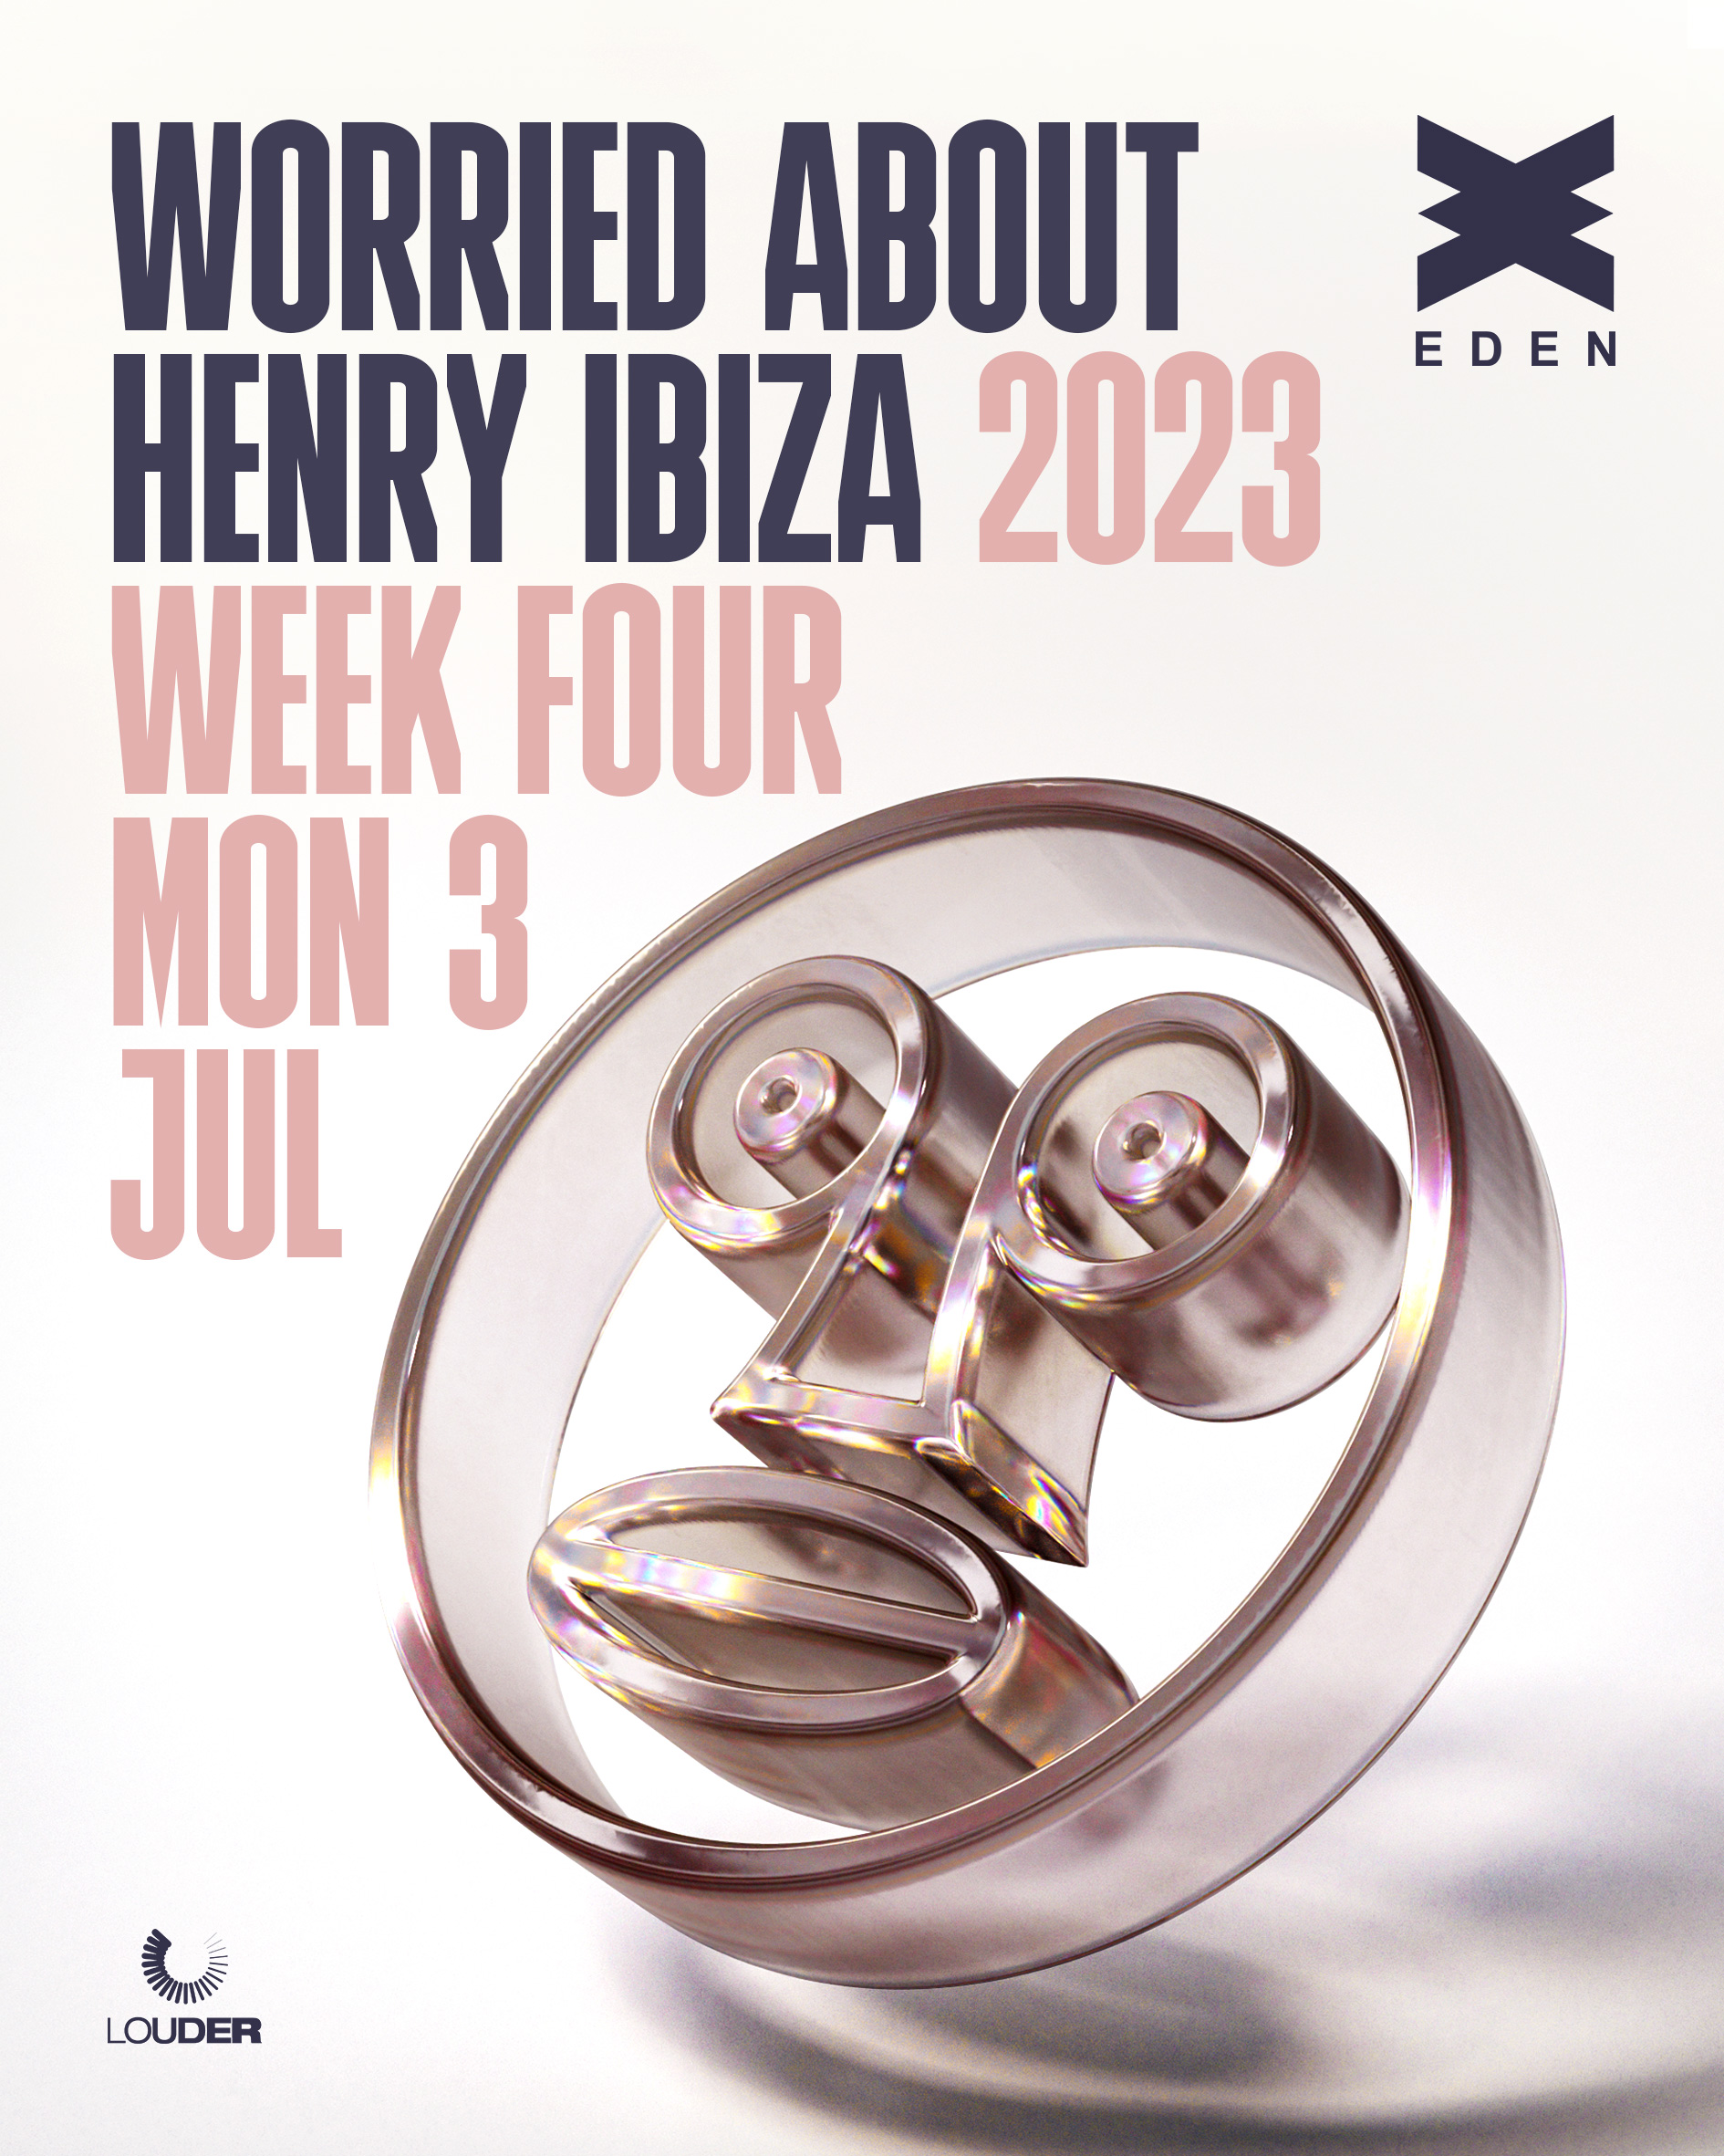 WORRIED ABOUT
HENRY IBIZA 2023
WEEK FOUR
MON 3
JUL
EDEN
LOUDER